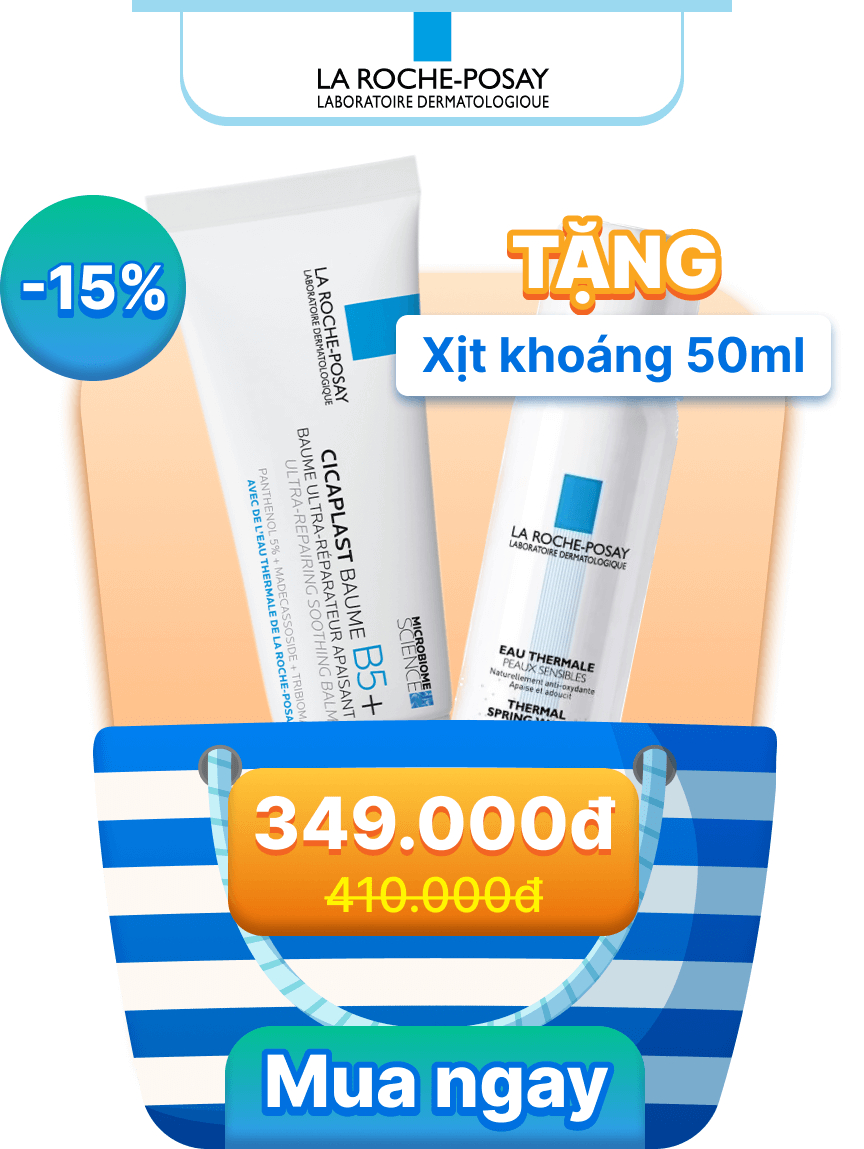 LA ROCHE-POSAY
LABORATOIRE DERMATOLOGIQUE
-15%
TẶNG
Xịt khoáng 50ml
LA ROCHE-POSAY
LABORATOIRE DERMATOLOGIQUE
CICAPLAST BAUME B5+
BAUME ULTRA-RÉPARATEUR APAISANT
ULTRA-REPAIRING SOOTHING BALM
PANTHENOL 5% + MADECASSOSIDE + TRIBIOMA
AVEC DE L'EAU THERMALE DE LA ROCHE-POSA
MICROBIOME
SCIENCE
LA ROCHE-POSAY
LABORATOIRE DERMATOLOGIQUE
EAU THERMALE
PEAUX SENSIBLES
Naturellement anti-oxydante
Apaise et adoucit
THERMAL
SPRING
349.000đ
410.000đ
Mua ngay